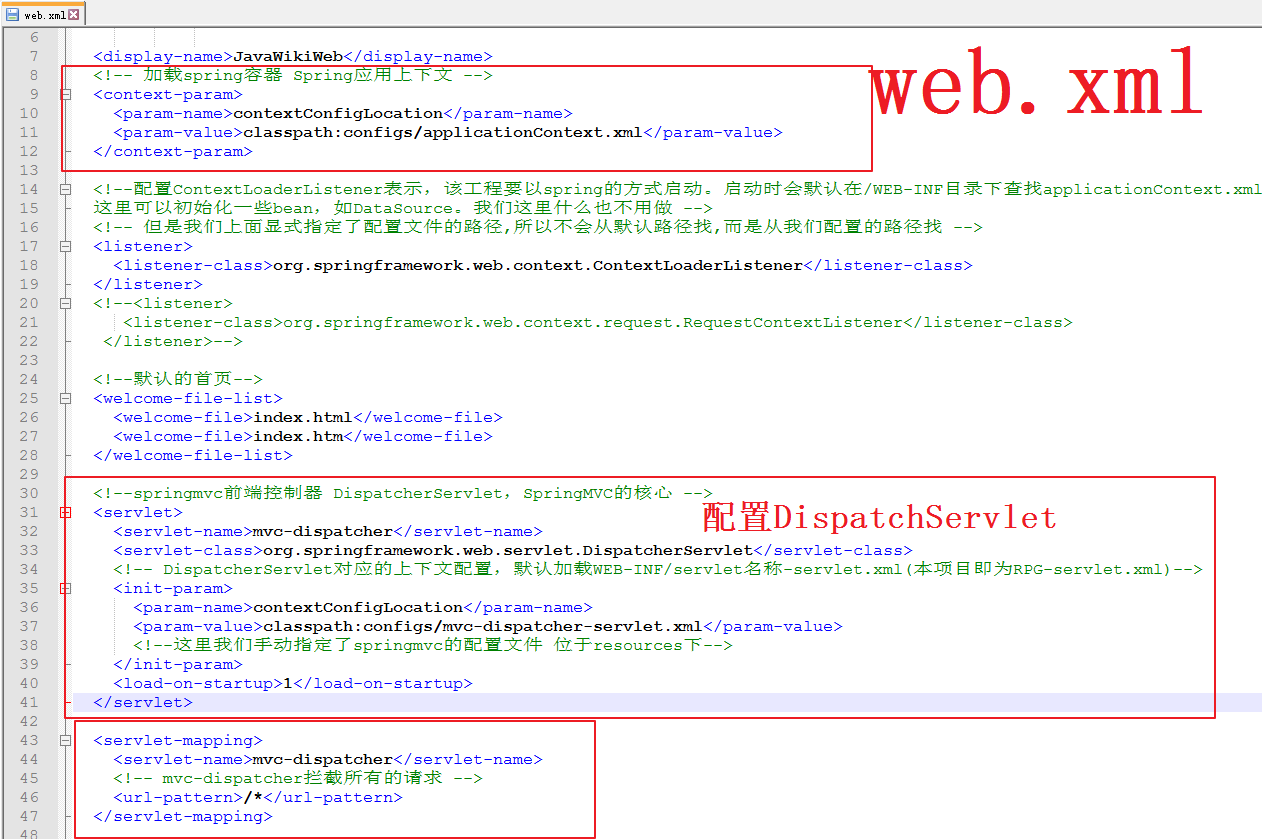 web.xml
6
7 <display-name>JavaWikiWeb</display-name>
8 <!-- 加载spring容器 Spring应用上下文 -->
9 <context-param>
10 <param-name>contextConfigLocation</param-name>
11 <param-value>classpath:configs/applicationContext.xml</param-value>
12 </context-param>
web.xml
13
14 <!--配置ContextLoaderListener表示，该工程要以spring的方式启动。启动时会默认在/WEB-INF目录下查找applicationContext.xml
15 这里可以初始化一些bean，如DataSource。我们这里什么也不用做 -->
16 <!-- 但是我们上面显式指定了配置文件的路径,所以不会从默认路径找,而是从我们配置的路径找 -->
17 <listener>
18 <listener-class>org.springframework.web.context.ContextLoaderListener</listener-class>
19 </listener>
20 <!--<listener>
21 <listener-class>org.springframework.web.context.request.RequestContextListener</listener-class>
22 </listener>-->
23
24 <!--默认的首页-->
25 <welcome-file-list>
26 <welcome-file>index.html</welcome-file>
27 <welcome-file>index.htm</welcome-file>
28 </welcome-file-list>
29
30 <!--springmvc前端控制器 DispatcherServlet，SpringMVC的核心 -->
31 <servlet>
配置DispatchServlet
32 <servlet-name>mvc-dispatcher</servlet-name>
33 <servlet-class>org.springframework.web.servlet.DispatcherServlet</servlet-class>
34 <!-- DispatcherServlet对应的上下文配置，默认加载WEB-INF/servlet名称-servlet.xml(本项目即为RPG-servlet.xml)-->
35 <init-param>
36 <param-name>contextConfigLocation</param-name>
37 <param-value>classpath:configs/mvc-dispatcher-servlet.xml</param-value>
38 <!--这里我们手动指定了springmvc的配置文件 位于resources下-->
39 </init-param>
40 <load-on-startup>1</load-on-startup>
41 </servlet>
42
43 <servlet-mapping>
44 <servlet-name>mvc-dispatcher</servlet-name>
45 <!-- mvc-dispatcher拦截所有的请求 -->
46 <url-pattern>/*</url-pattern>
47 </servlet-mapping>
48